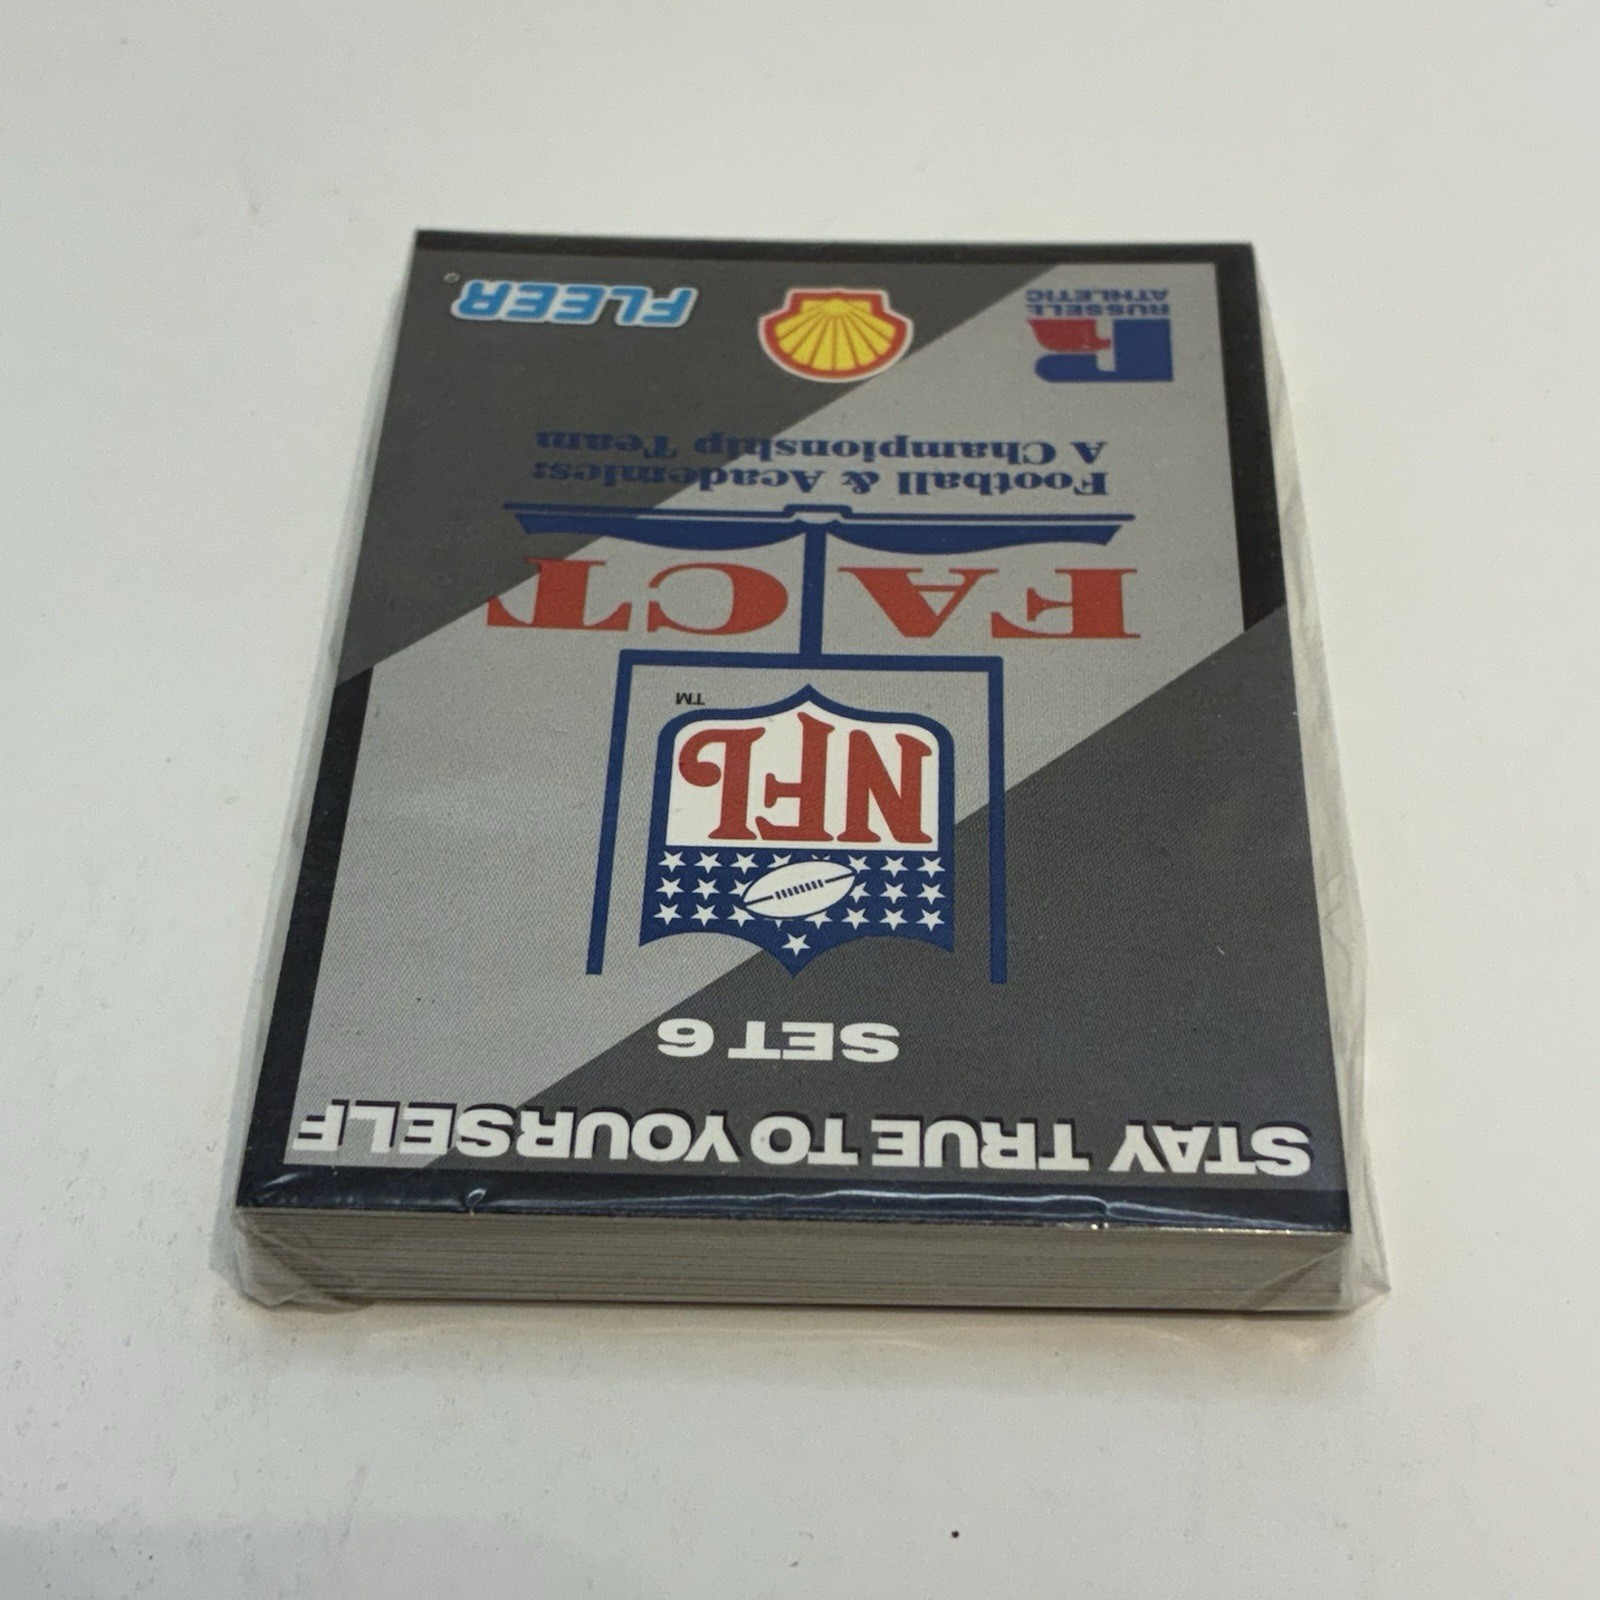 STAY TRUE TO YOURSELF
SET 6
NFL
TM
FACT
Football & Academics:
A Championship Team
RUSSELL
ATHLETIC
FLEER®